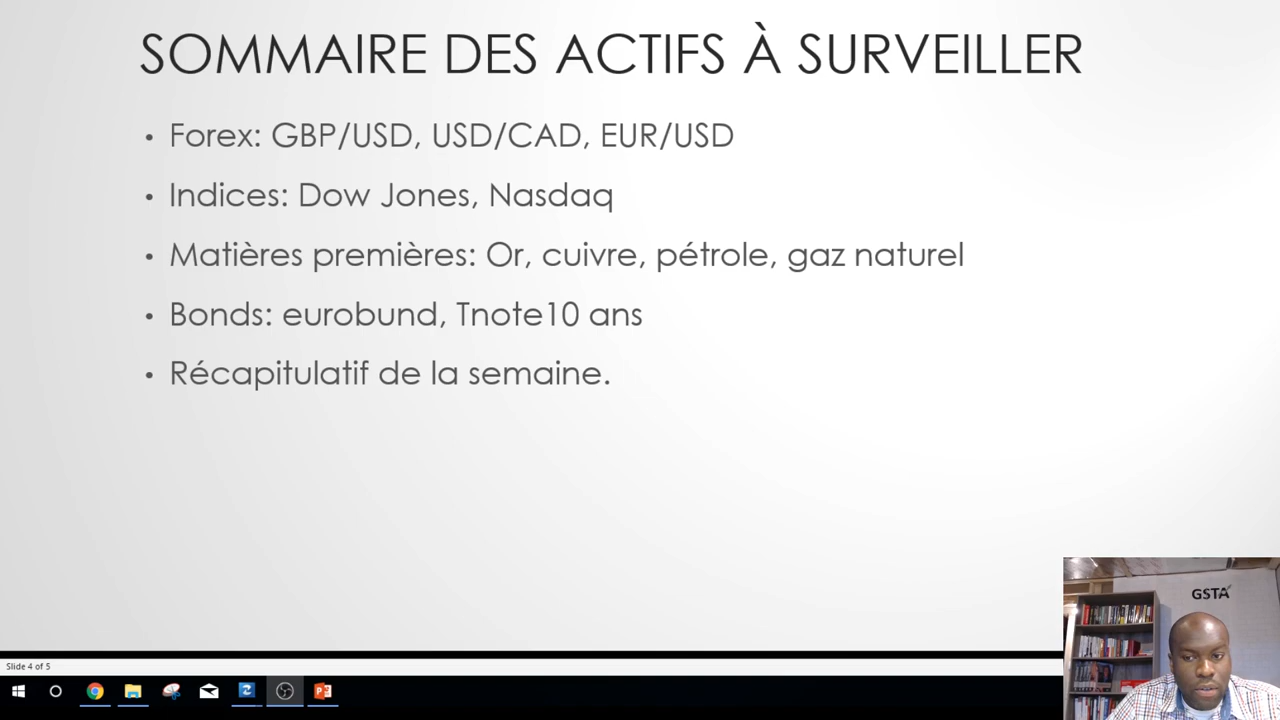 SOMMAIRE DES ACTIFS À SURVEILLER
• Forex: GBP/USD, USD/CAD, EUR/USD
• Indices: Dow Jones, Nasdaq
• Matières premières: Or, cuivre, pétrole, gaz naturel
• Bonds: eurobund, Tnote10 ans
• Récapitulatif de la semaine.
GSTA
Slide 4 of 5